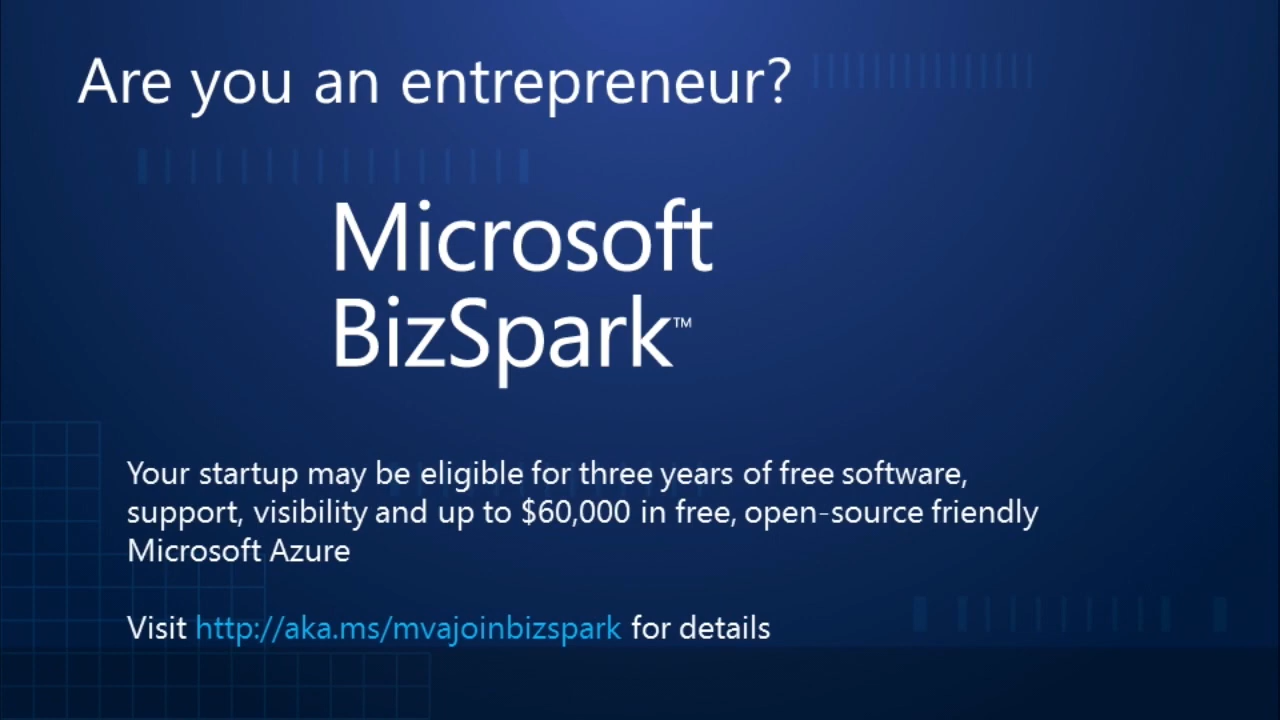 Are you an entrepreneur?
Microsoft
BizSpark™
Your startup may be eligible for three years of free software,
support, visibility and up to $60,000 in free, open-source friendly
Microsoft Azure
Visit http://aka.ms/mvajoinbizspark for details